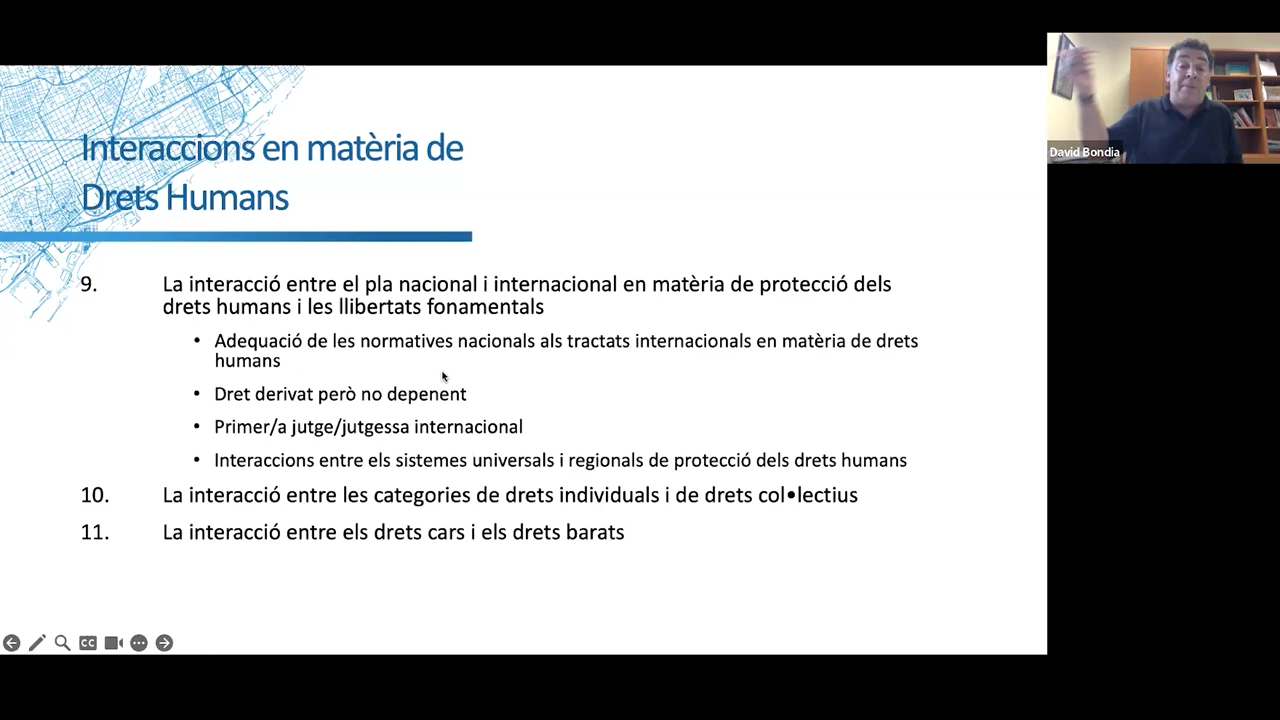 Interaccions en matèria de
Drets Humans
9. La interacció entre el pla nacional i internacional en matèria de protecció dels
drets humans i les llibertats fonamentals
• Adequació de les normatives nacionals als tractats internacionals en matèria de drets
humans
• Dret derivat però no depenent
• Primer/a jutge/jutgessa internacional
• Interaccions entre els sistemes universals i regionals de protecció dels drets humans
10. La interacció entre les categories de drets individuals i de drets col•lectius
11. La interacció entre els drets cars i els drets barats
CC
David Bondia